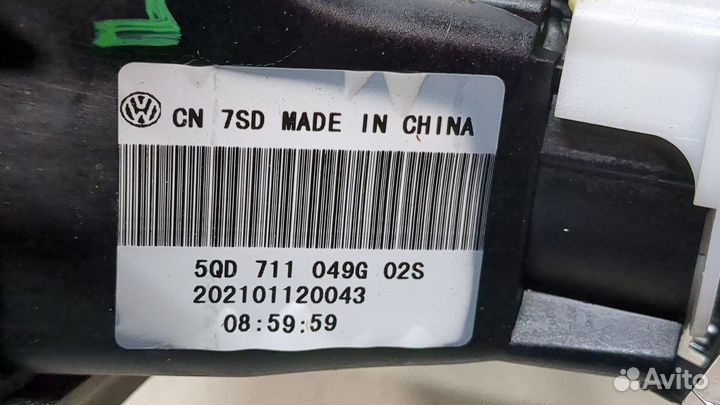 CN 7SD MADE IN CHINA
5QD 711 049G 02S
202101120043
08:59:59
Avito